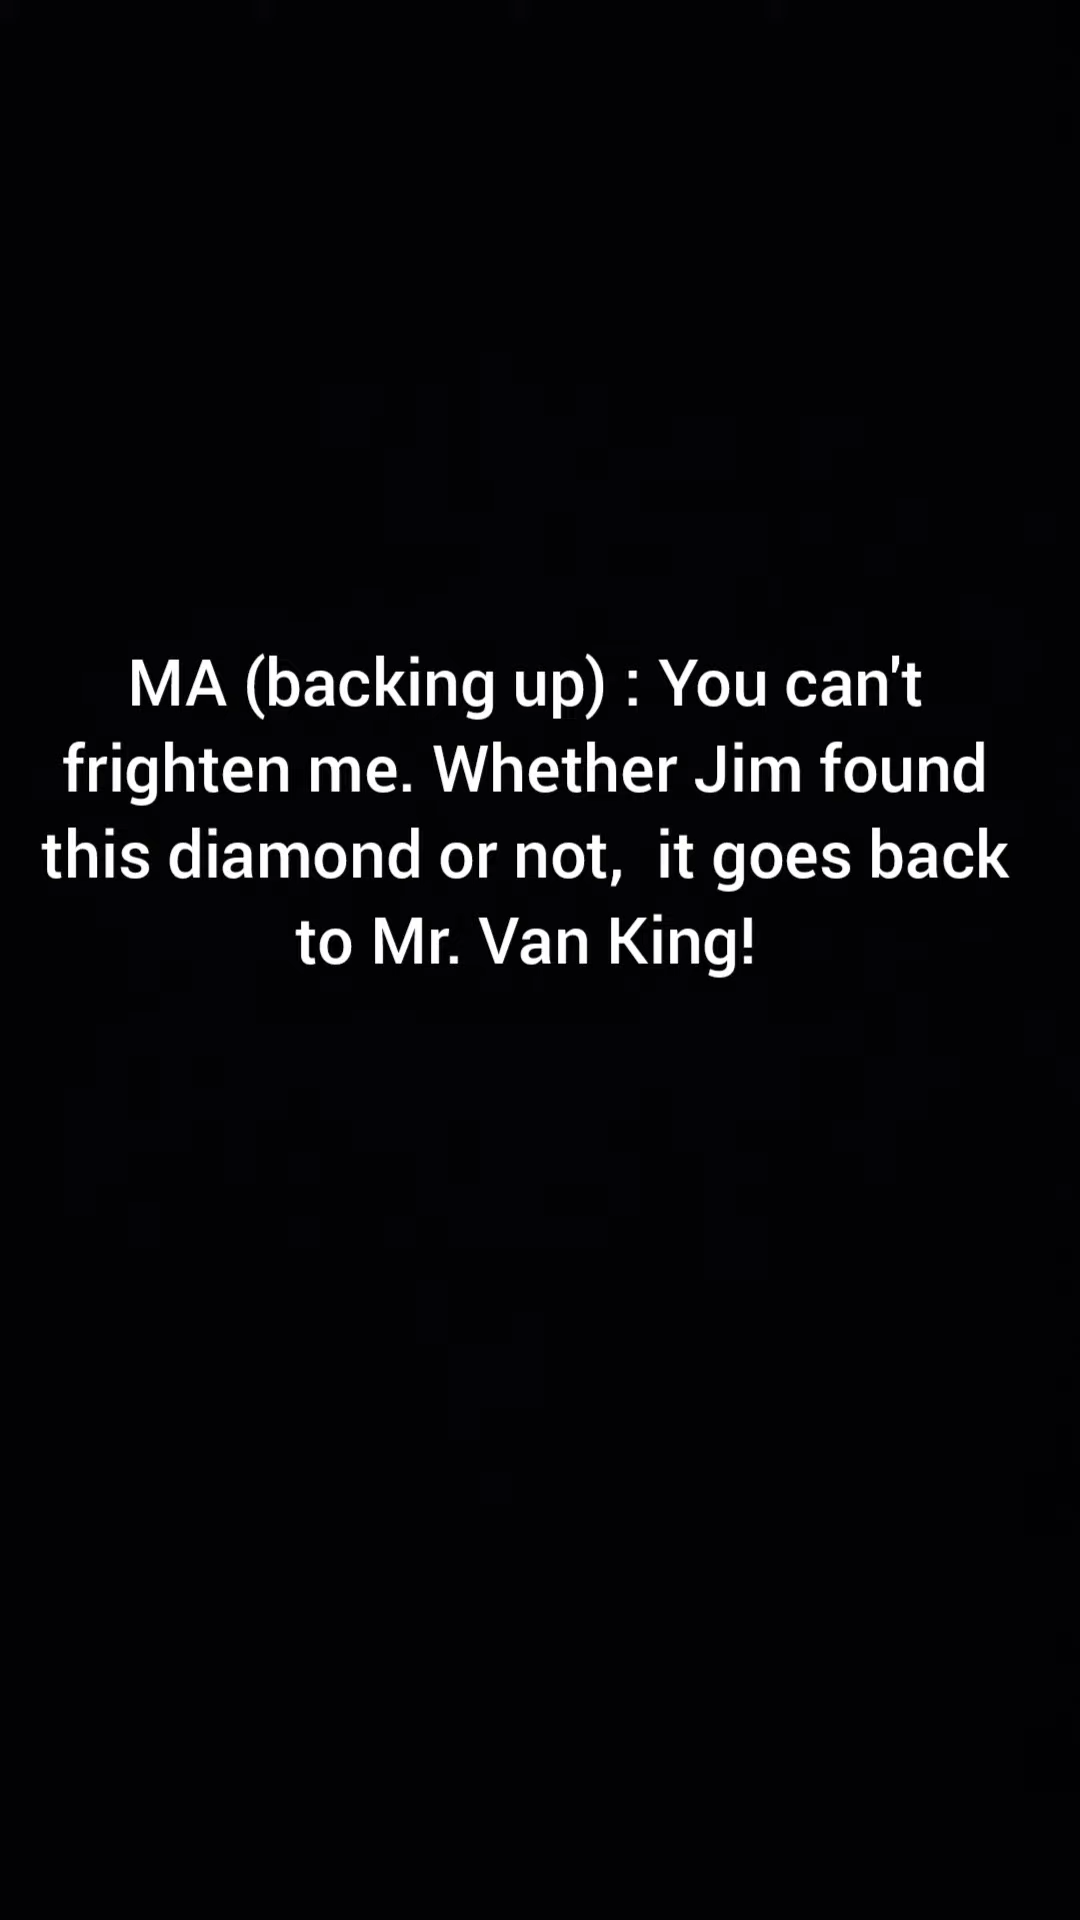 MA (backing up) : You can't
frighten me. Whether Jim found
this diamond or not,  it goes back
to Mr. Van King!